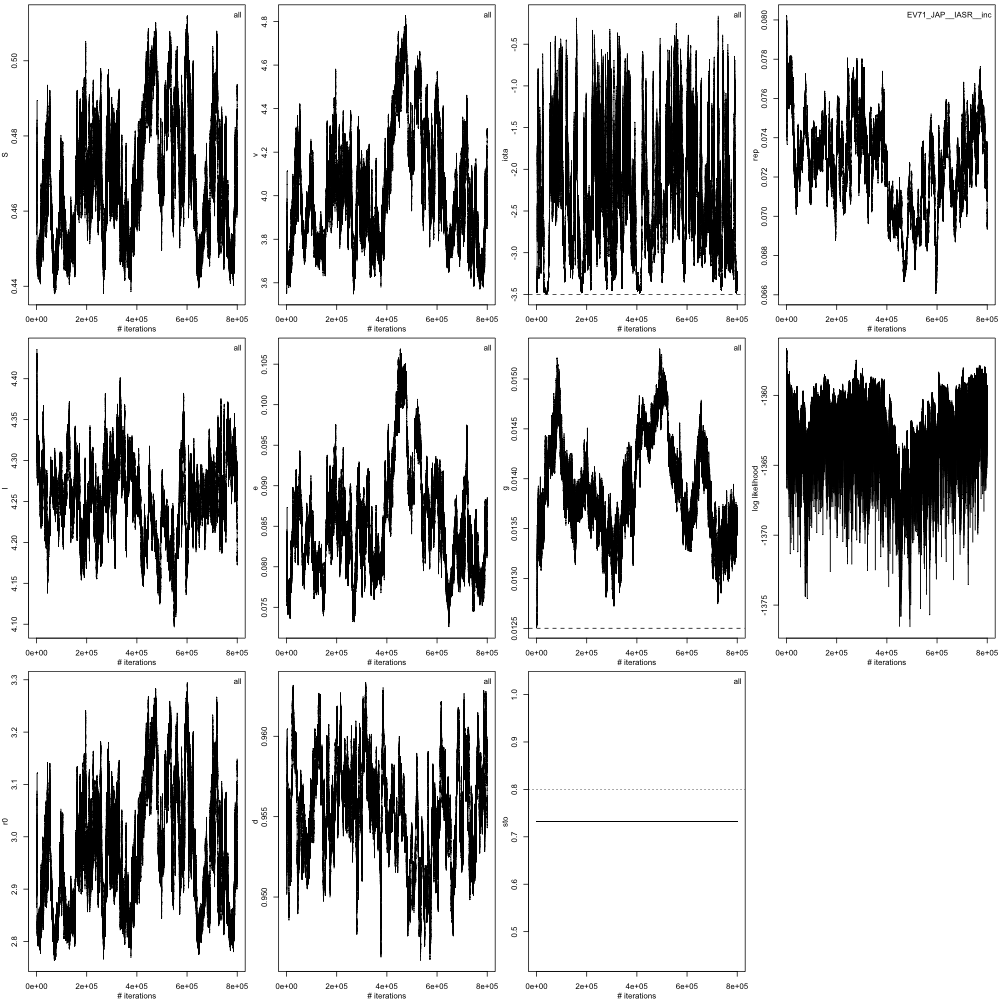 all
S
0.50
0.48
0.46
0.44
0e+00 2e+05 4e+05 6e+05 8e+05
# iterations
all
v
4.8
4.6
4.4
4.2
4.0
3.8
3.6
0e+00 2e+05 4e+05 6e+05 8e+05
# iterations
all
iota
-0.5
-1.0
-1.5
-2.0
-2.5
-3.0
-3.5
0e+00 2e+05 4e+05 6e+05 8e+05
# iterations
EV71_JAP__IASR__inc
rep
0.080
0.078
0.076
0.074
0.072
0.070
0.068
0.066
0e+00 2e+05 4e+05 6e+05 8e+05
# iterations
all
I
4.40
4.35
4.30
4.25
4.20
4.15
4.10
0e+00 2e+05 4e+05 6e+05 8e+05
# iterations
all
e
0.105
0.100
0.095
0.090
0.085
0.080
0.075
0e+00 2e+05 4e+05 6e+05 8e+05
# iterations
all
g
0.0150
0.0145
0.0140
0.0135
0.0130
0.0125
0e+00 2e+05 4e+05 6e+05 8e+05
# iterations
log likelihood
-1360
-1365
-1370
-1375
0e+00 2e+05 4e+05 6e+05 8e+05
# iterations
all
r0
3.3
3.2
3.1
3.0
2.9
2.8
0e+00 2e+05 4e+05 6e+05 8e+05
# iterations
all
d
0.960
0.955
0.950
0e+00 2e+05 4e+05 6e+05 8e+05
# iterations
all
sto
1.0
0.9
0.8
0.7
0.6
0.5
0e+00 2e+05 4e+05 6e+05 8e+05
# iterations